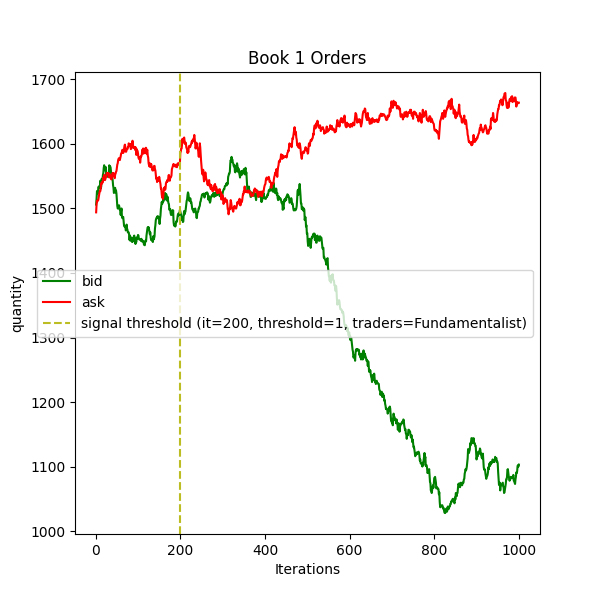 Book 1 Orders
1700
1600
1500
1400
1300
1200
1100
1000
quantity
bid
ask
signal threshold (it=200, threshold=1, traders=Fundamentalist)
0 200 400 600 800 1000
Iterations